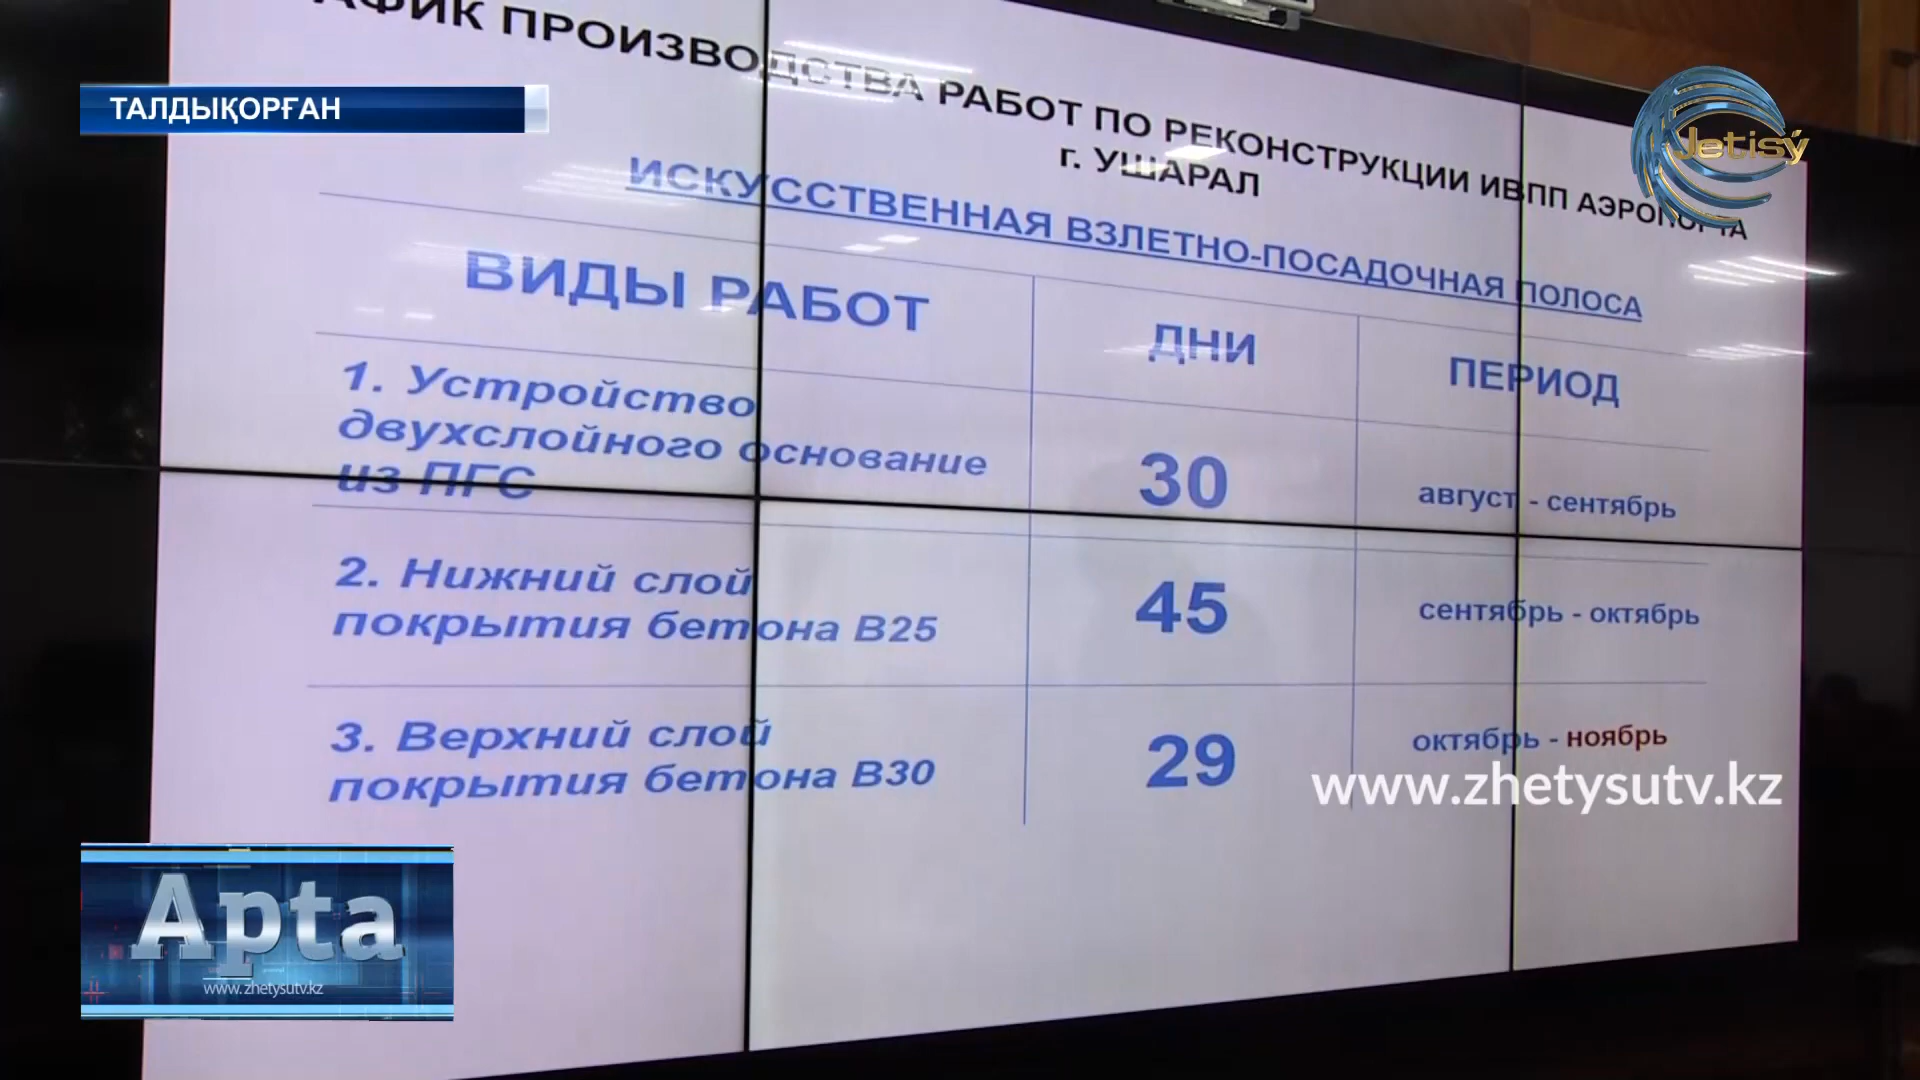 АФИК ПРОИЗВОДСТВА РАБОТ ПО РЕКОНСТРУКЦИИ ИВПП АЭРОПОРТА
г. УШАРАЛ
ТАЛДЫҚОРҒАН
Jetisý
ИСКУССТВЕННАЯ ВЗЛЕТНО-ПОСАДОЧНАЯ ПОЛОСА
ВИДЫ РАБОТ
ДНИ
ПЕРИОД
1. Устройство
двухслойного основание
из ПГС
30
август - сентябрь
2. Нижний слой
покрытия бетона В25
45
сентябрь - октябрь
3. Верхний слой
покрытия бетона В30
29
октябрь - ноябрь
www.zhetysutv.kz
Apta
www.zhetysutv.kz